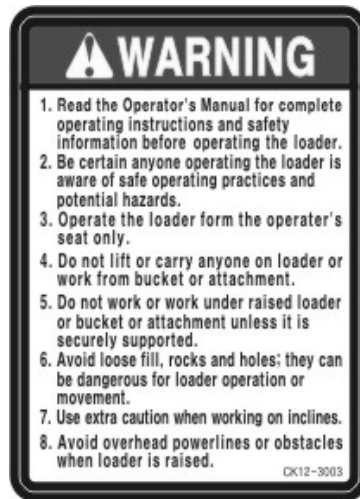 WARNING
1. Read the Operator's Manual for complete
operating instructions and safety
information before operating the loader.
2. Be certain anyone operating the loader is
aware of safe operating practices and
potential hazards.
3. Operate the loader form the operater's
seat only.
4. Do not lift or carry anyone on loader or
work from bucket or attachment.
5. Do not work or work under raised loader
or bucket or attachment unless it is
securely supported.
6. Avoid loose fill, rocks and holes; they can
be dangerous for loader operation or
movement.
7. Use extra caution when working on inclines.
8. Avoid overhead powerlines or obstacles
when loader is raised.
CK12-3003